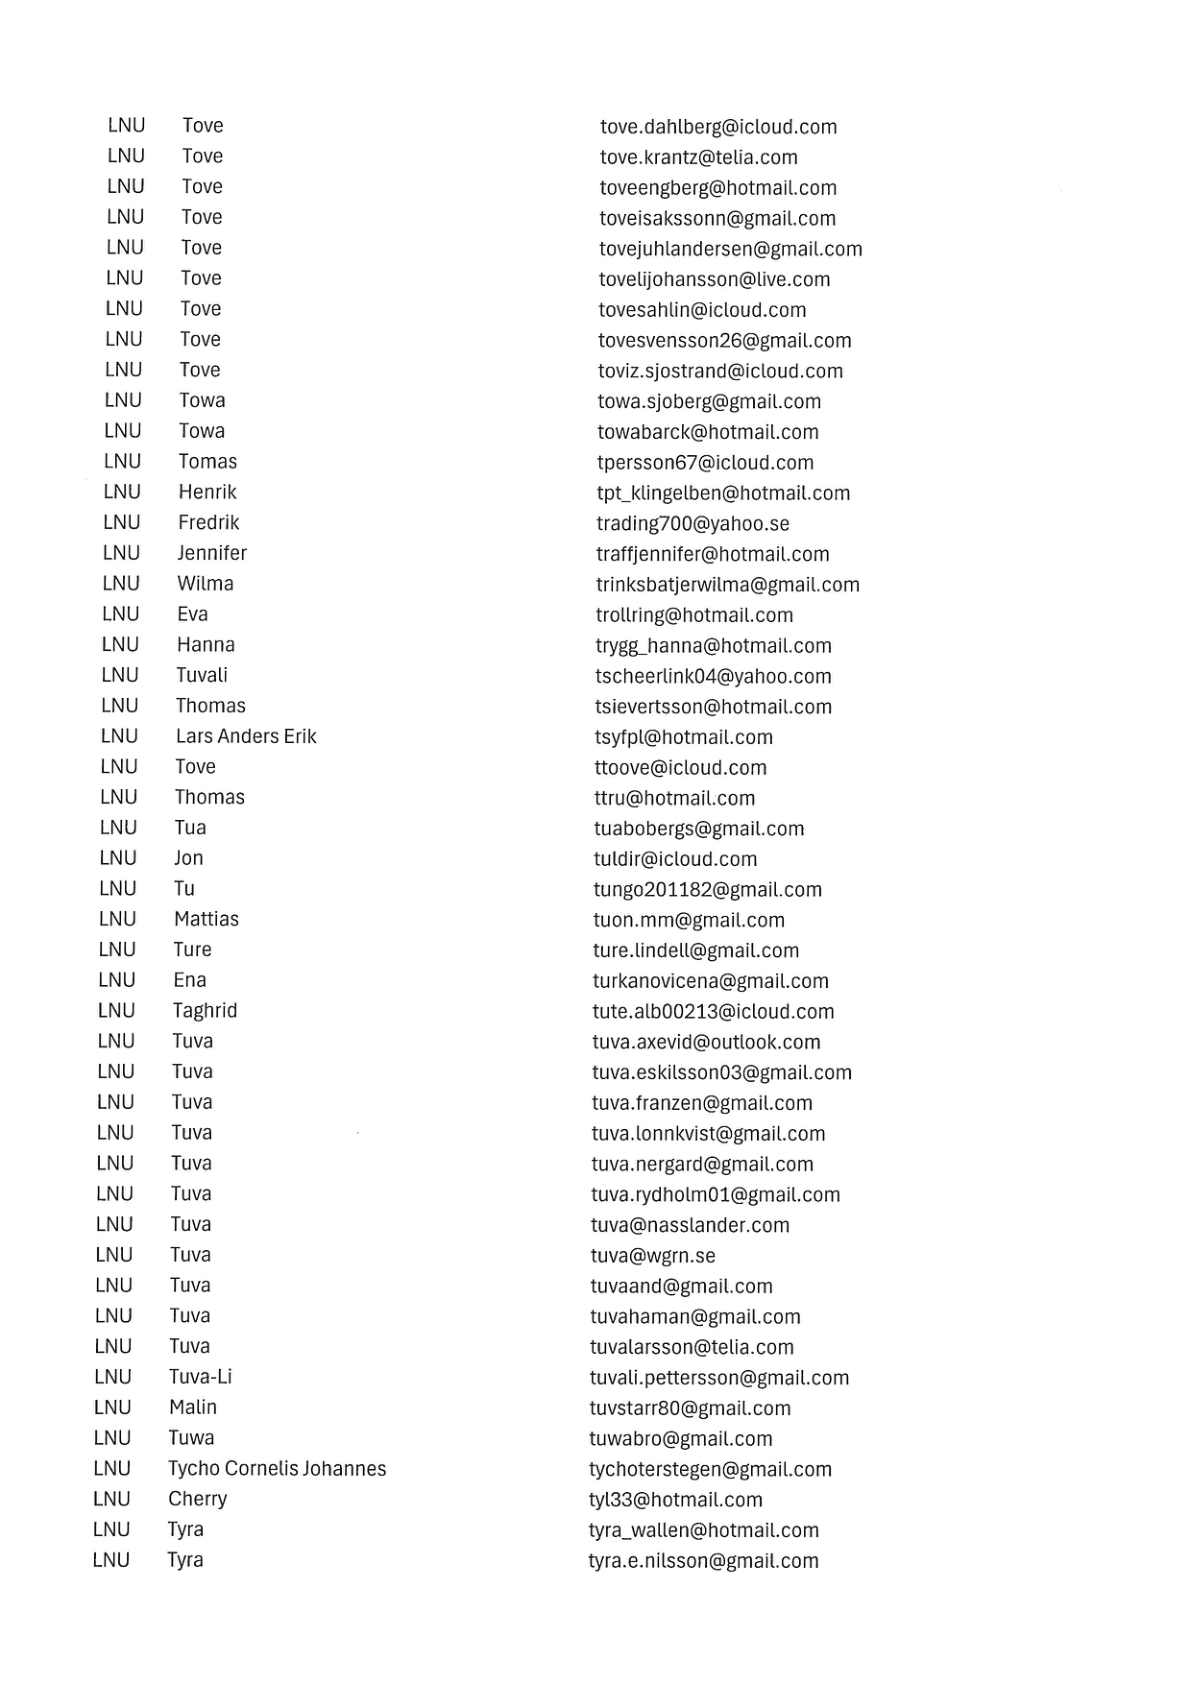 LNU Tove tove.dahlberg@icloud.com
LNU Tove tove.krantz@telia.com
LNU Tove toveengberg@hotmail.com
LNU Tove toveisakssonn@gmail.com
LNU Tove tovejuhlandersen@gmail.com
LNU Tove tovelijohansson@live.com
LNU Tove tovesahlin@icloud.com
LNU Tove tovesvensson26@gmail.com
LNU Tove toviz.sjostrand@icloud.com
LNU Towa towa.sjoberg@gmail.com
LNU Towa towabarck@hotmail.com
LNU Tomas tpersson67@icloud.com
LNU Henrik tpt_klingelben@hotmail.com
LNU Fredrik trading700@yahoo.se
LNU Jennifer traffjennifer@hotmail.com
LNU Wilma trinksbatjerwilma@gmail.com
LNU Eva trollring@hotmail.com
LNU Hanna trygg_hanna@hotmail.com
LNU Tuvali tscheerlink04@yahoo.com
LNU Thomas tsievertsson@hotmail.com
LNU Lars Anders Erik tsyfpl@hotmail.com
LNU Tove ttoove@icloud.com
LNU Thomas ttru@hotmail.com
LNU Tua tuabobergs@gmail.com
LNU Jon tuldir@icloud.com
LNU Tu tungo201182@gmail.com
LNU Mattias tuon.mm@gmail.com
LNU Ture ture.lindell@gmail.com
LNU Ena turkanovicena@gmail.com
LNU Taghrid tute.alb00213@icloud.com
LNU Tuva tuva.axevid@outlook.com
LNU Tuva tuva.eskilsson03@gmail.com
LNU Tuva tuva.franzen@gmail.com
LNU Tuva tuva.lonnkvist@gmail.com
LNU Tuva tuva.nergard@gmail.com
LNU Tuva tuva.rydholm01@gmail.com
LNU Tuva tuva@nasslander.com
LNU Tuva tuva@wgrn.se
LNU Tuva tuvaand@gmail.com
LNU Tuva tuvahaman@gmail.com
LNU Tuva tuvalarsson@telia.com
LNU Tuva-Li tuvali.pettersson@gmail.com
LNU Malin tuvstarr80@gmail.com
LNU Tuwa tuwabro@gmail.com
LNU Tycho Cornelis Johannes tychoterstegen@gmail.com
LNU Cherry tyl33@hotmail.com
LNU Tyra tyra_wallen@hotmail.com
LNU Tyra tyra.e.nilsson@gmail.com